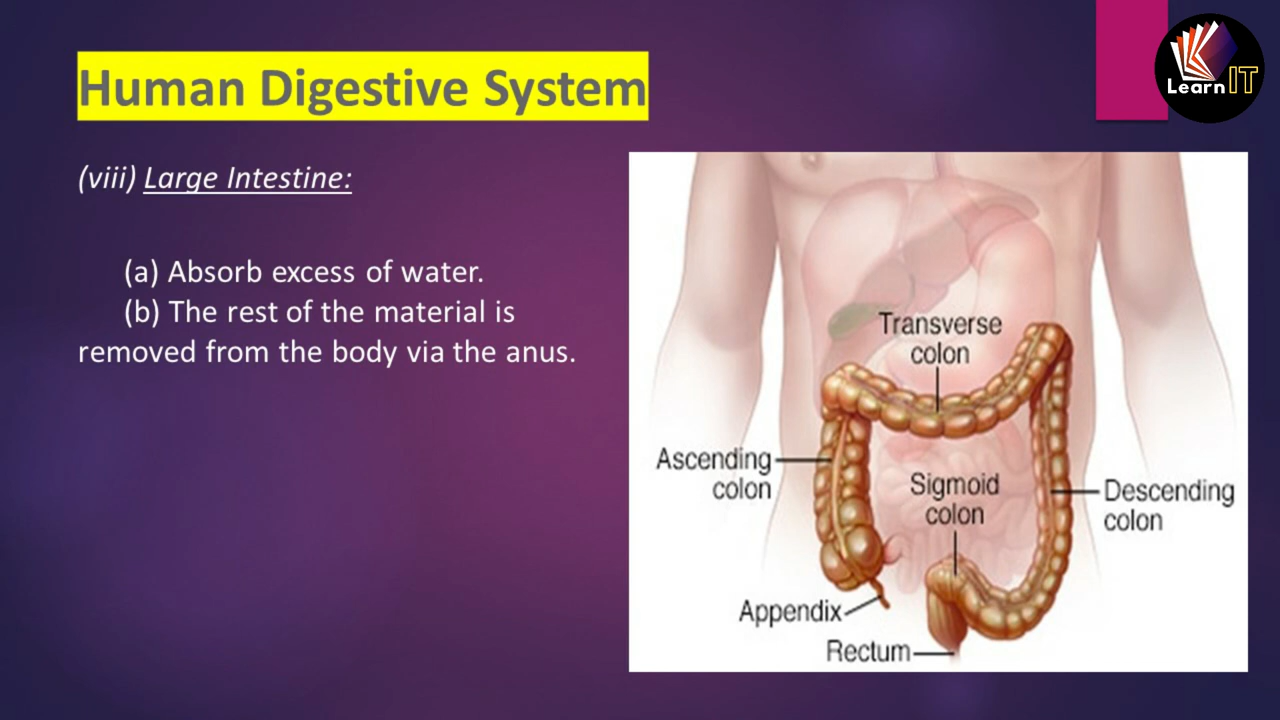 Human Digestive System
Learn IT
(viii) Large Intestine:
(a) Absorb excess of water.
(b) The rest of the material is
removed from the body via the anus.
Transverse
colon
Ascending
colon
Sigmoid
colon
Descending
colon
Appendix
Rectum